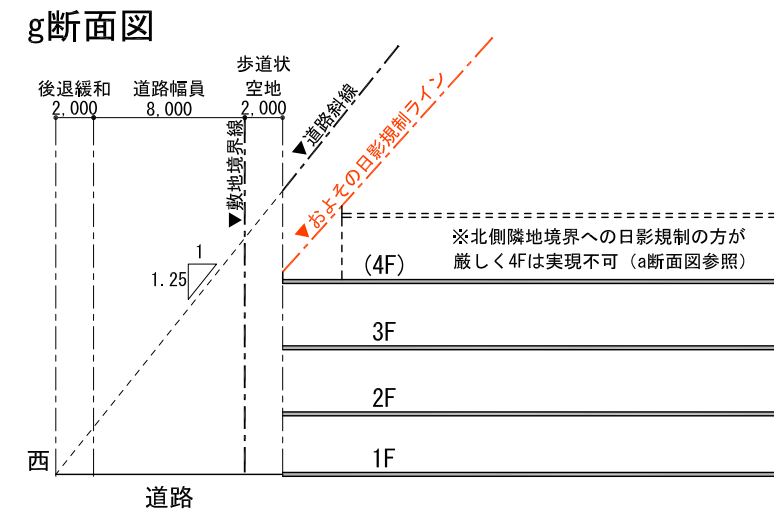 g断面図
歩道状
後退緩和 道路幅員 空地
2,000 8,000 2,000
▼敷地境界線
▼道路斜線
▼おおよその日影規制ライン
1
1.25
※北側隣地境界への日影規制の方が
厳しく4Fは実現不可（a断面図参照）
(4F)
3F
2F
1F
西
道路